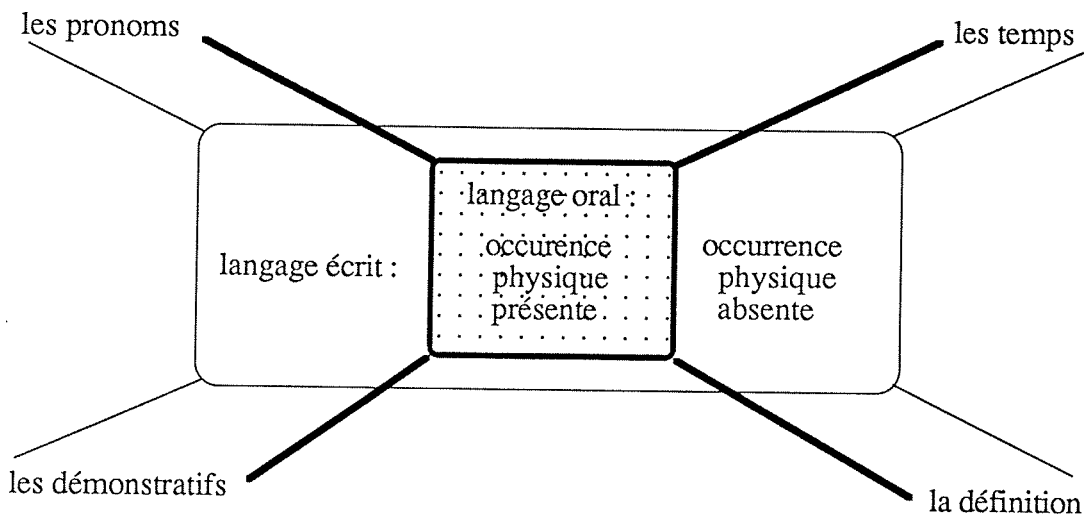 les pronoms
les temps
langage oral :
langage écrit :
occurence
physique
présente
occurrence
physique
absente
les démonstratifs
la définition